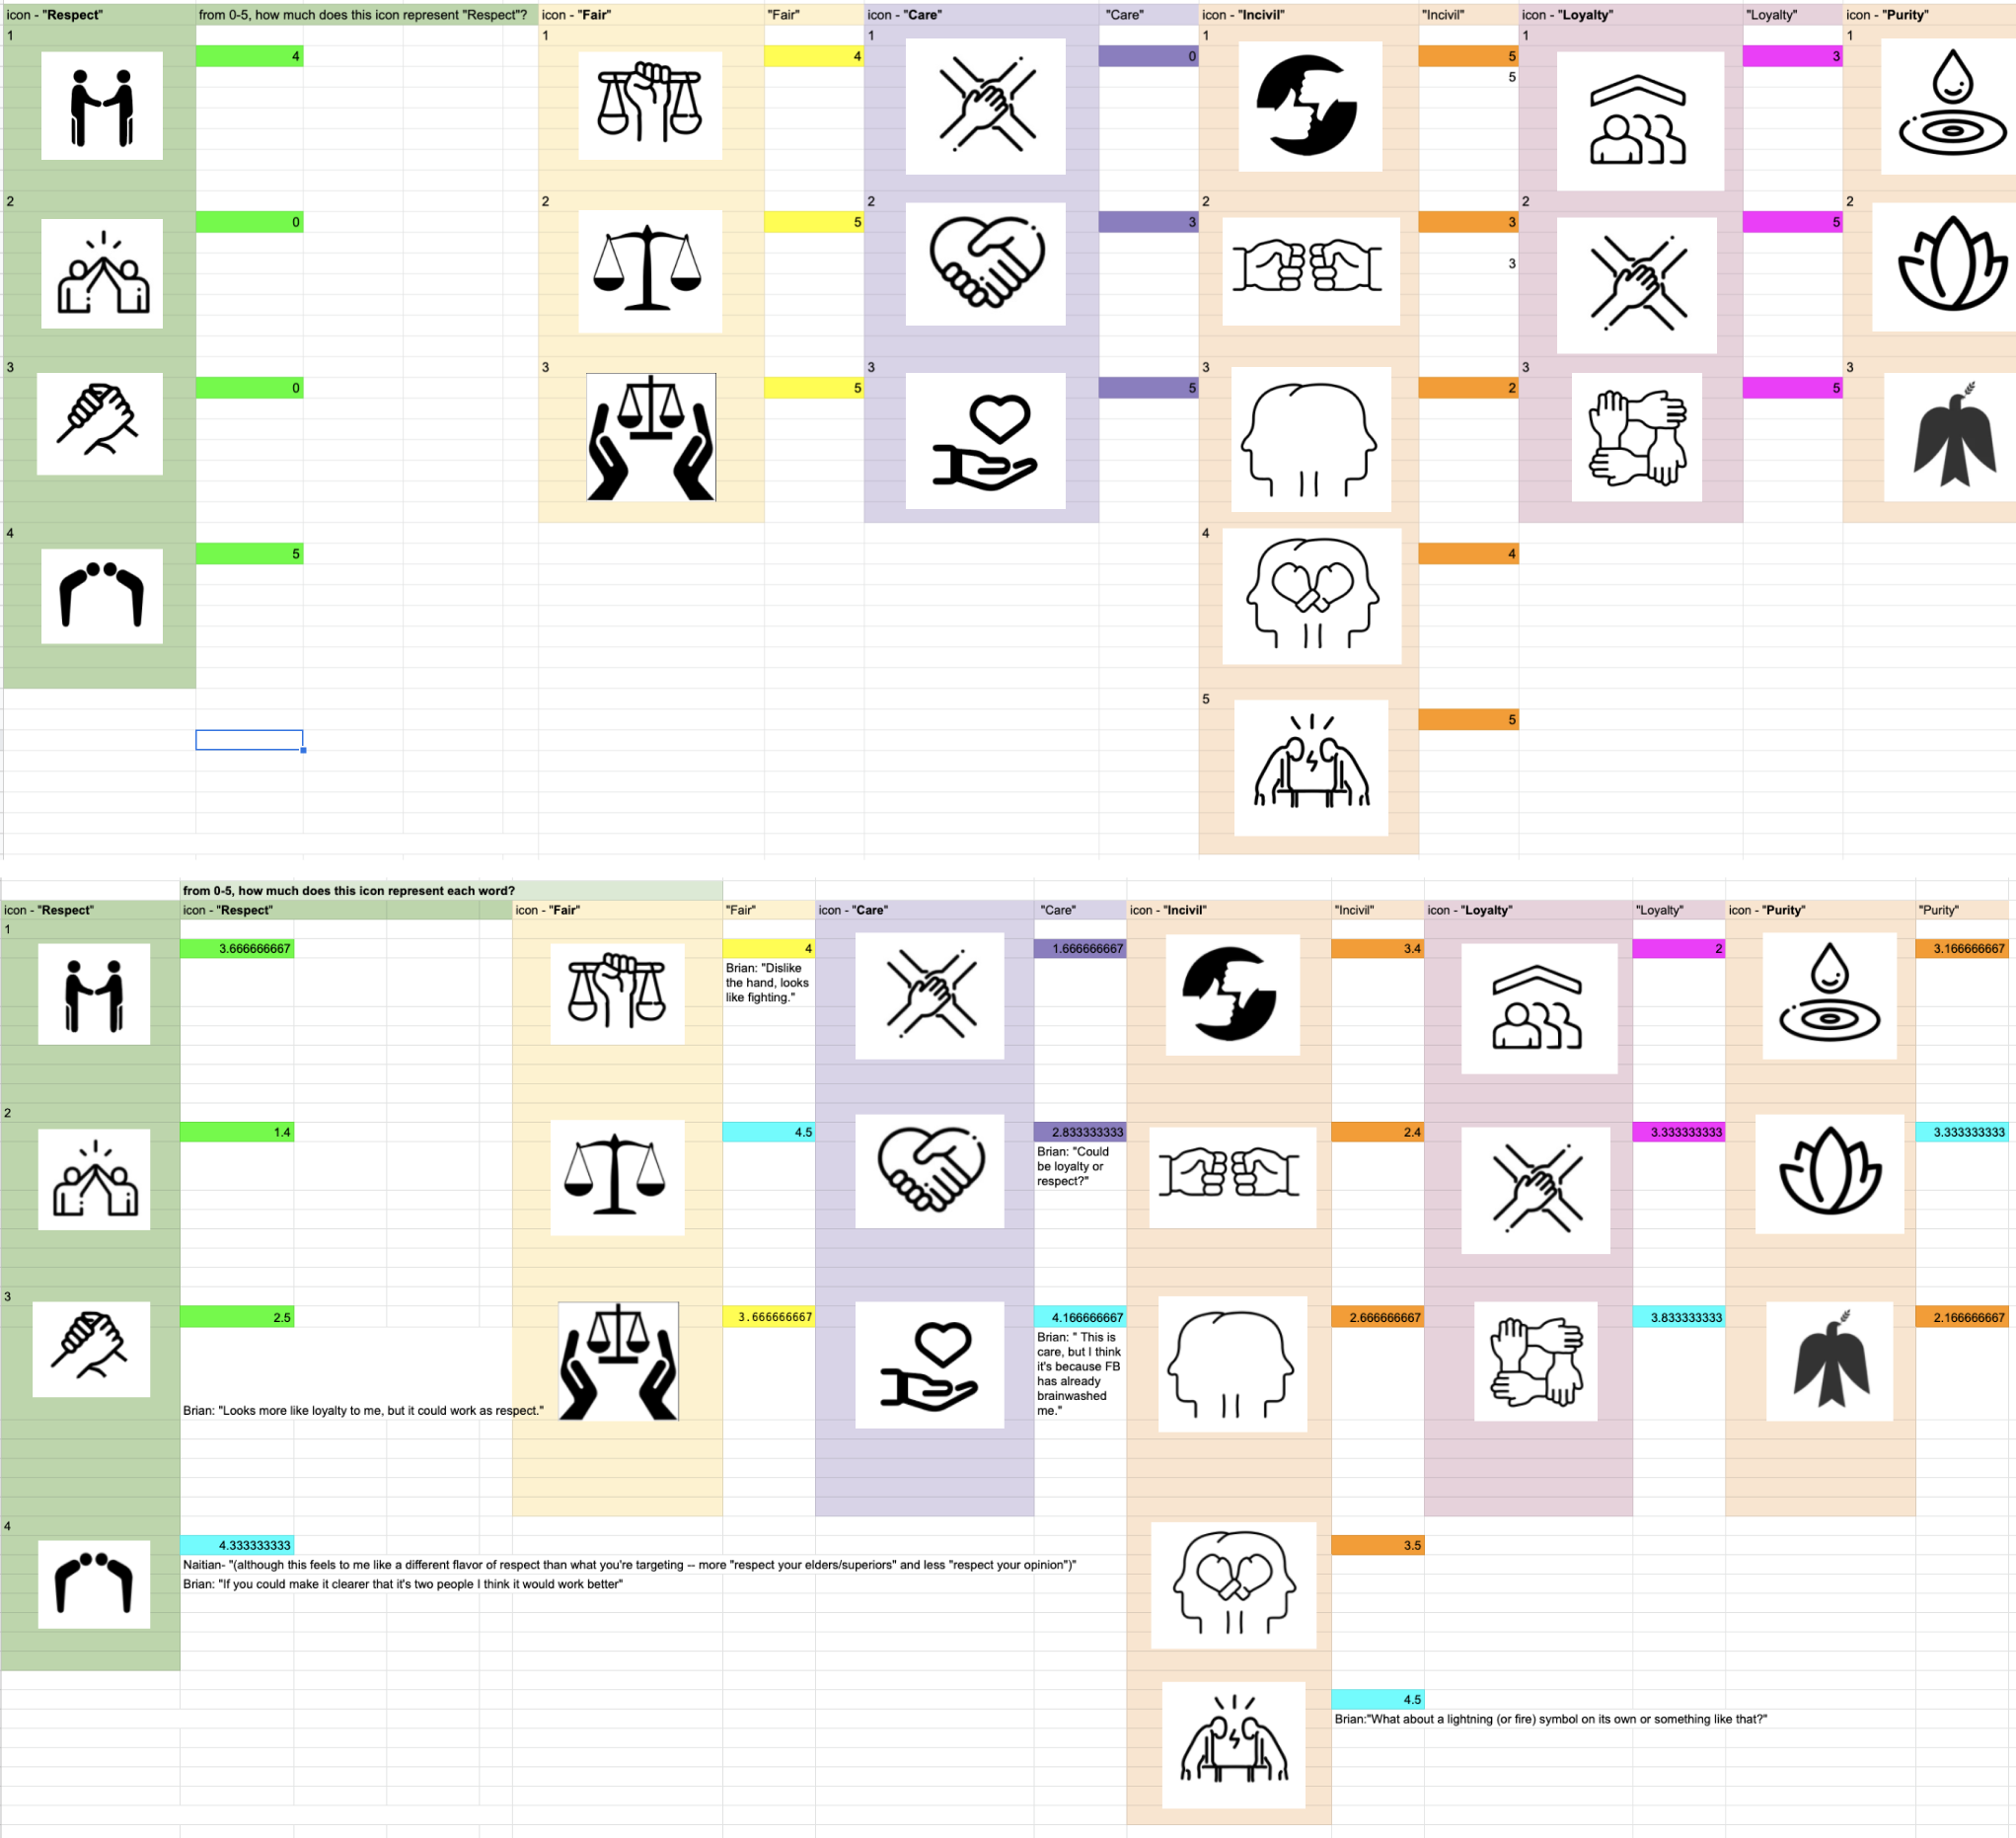 icon - "Respect" from 0-5, how much does this icon represent "Respect"? icon - "Fair" "Fair" icon - "Care" "Care" icon - "Incivil" "Incivil" icon - "Loyalty" "Loyalty" icon - "Purity"
1 1 1 1 1 1
4 4 0 5 3
5
2 2 2 2 2 2
0 5 3 3 5
3
3 3 3 3 3 3
0 5 5 2 5
4 4
5 4
5
5
from 0-5, how much does this icon represent each word?
icon - "Respect" icon - "Respect" icon - "Fair" "Fair" icon - "Care" "Care" icon - "Incivil" "Incivil" icon - "Loyalty" "Loyalty" icon - "Purity" "Purity"
1
3.666666667 4 1.666666667 3.4 2 3.166666667
Brian: "Dislike
the hand, looks
like fighting."
2
1.4 4.5 2.833333333 2.4 3.333333333 3.333333333
Brian: "Could
be loyalty or
respect?"
3
2.5 3.666666667 4.166666667 2.666666667 3.833333333 2.166666667
Brian: " This is
care, but I think
it's because FB
has already
brainwashed
me."
Brian: "Looks more like loyalty to me, but it could work as respect."
4
4.333333333 3.5
Naitian- "(although this feels to me like a different flavor of respect than what you're targeting -- more "respect your elders/superiors" and less "respect your opinion")"
Brian: "If you could make it clearer that it's two people I think it would work better"
4.5
Brian:"What about a lightning (or fire) symbol on its own or something like that?"